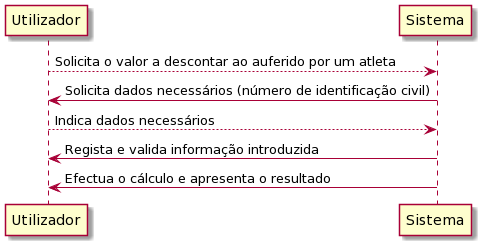 Utilizador
Sistema
Solicita o valor a descontar ao auferido por um atleta
Solicita dados necessários (número de identificação civil)
Indica dados necessários
Regista e valida informação introduzida
Efectua o cálculo e apresenta o resultado
Utilizador
Sistema